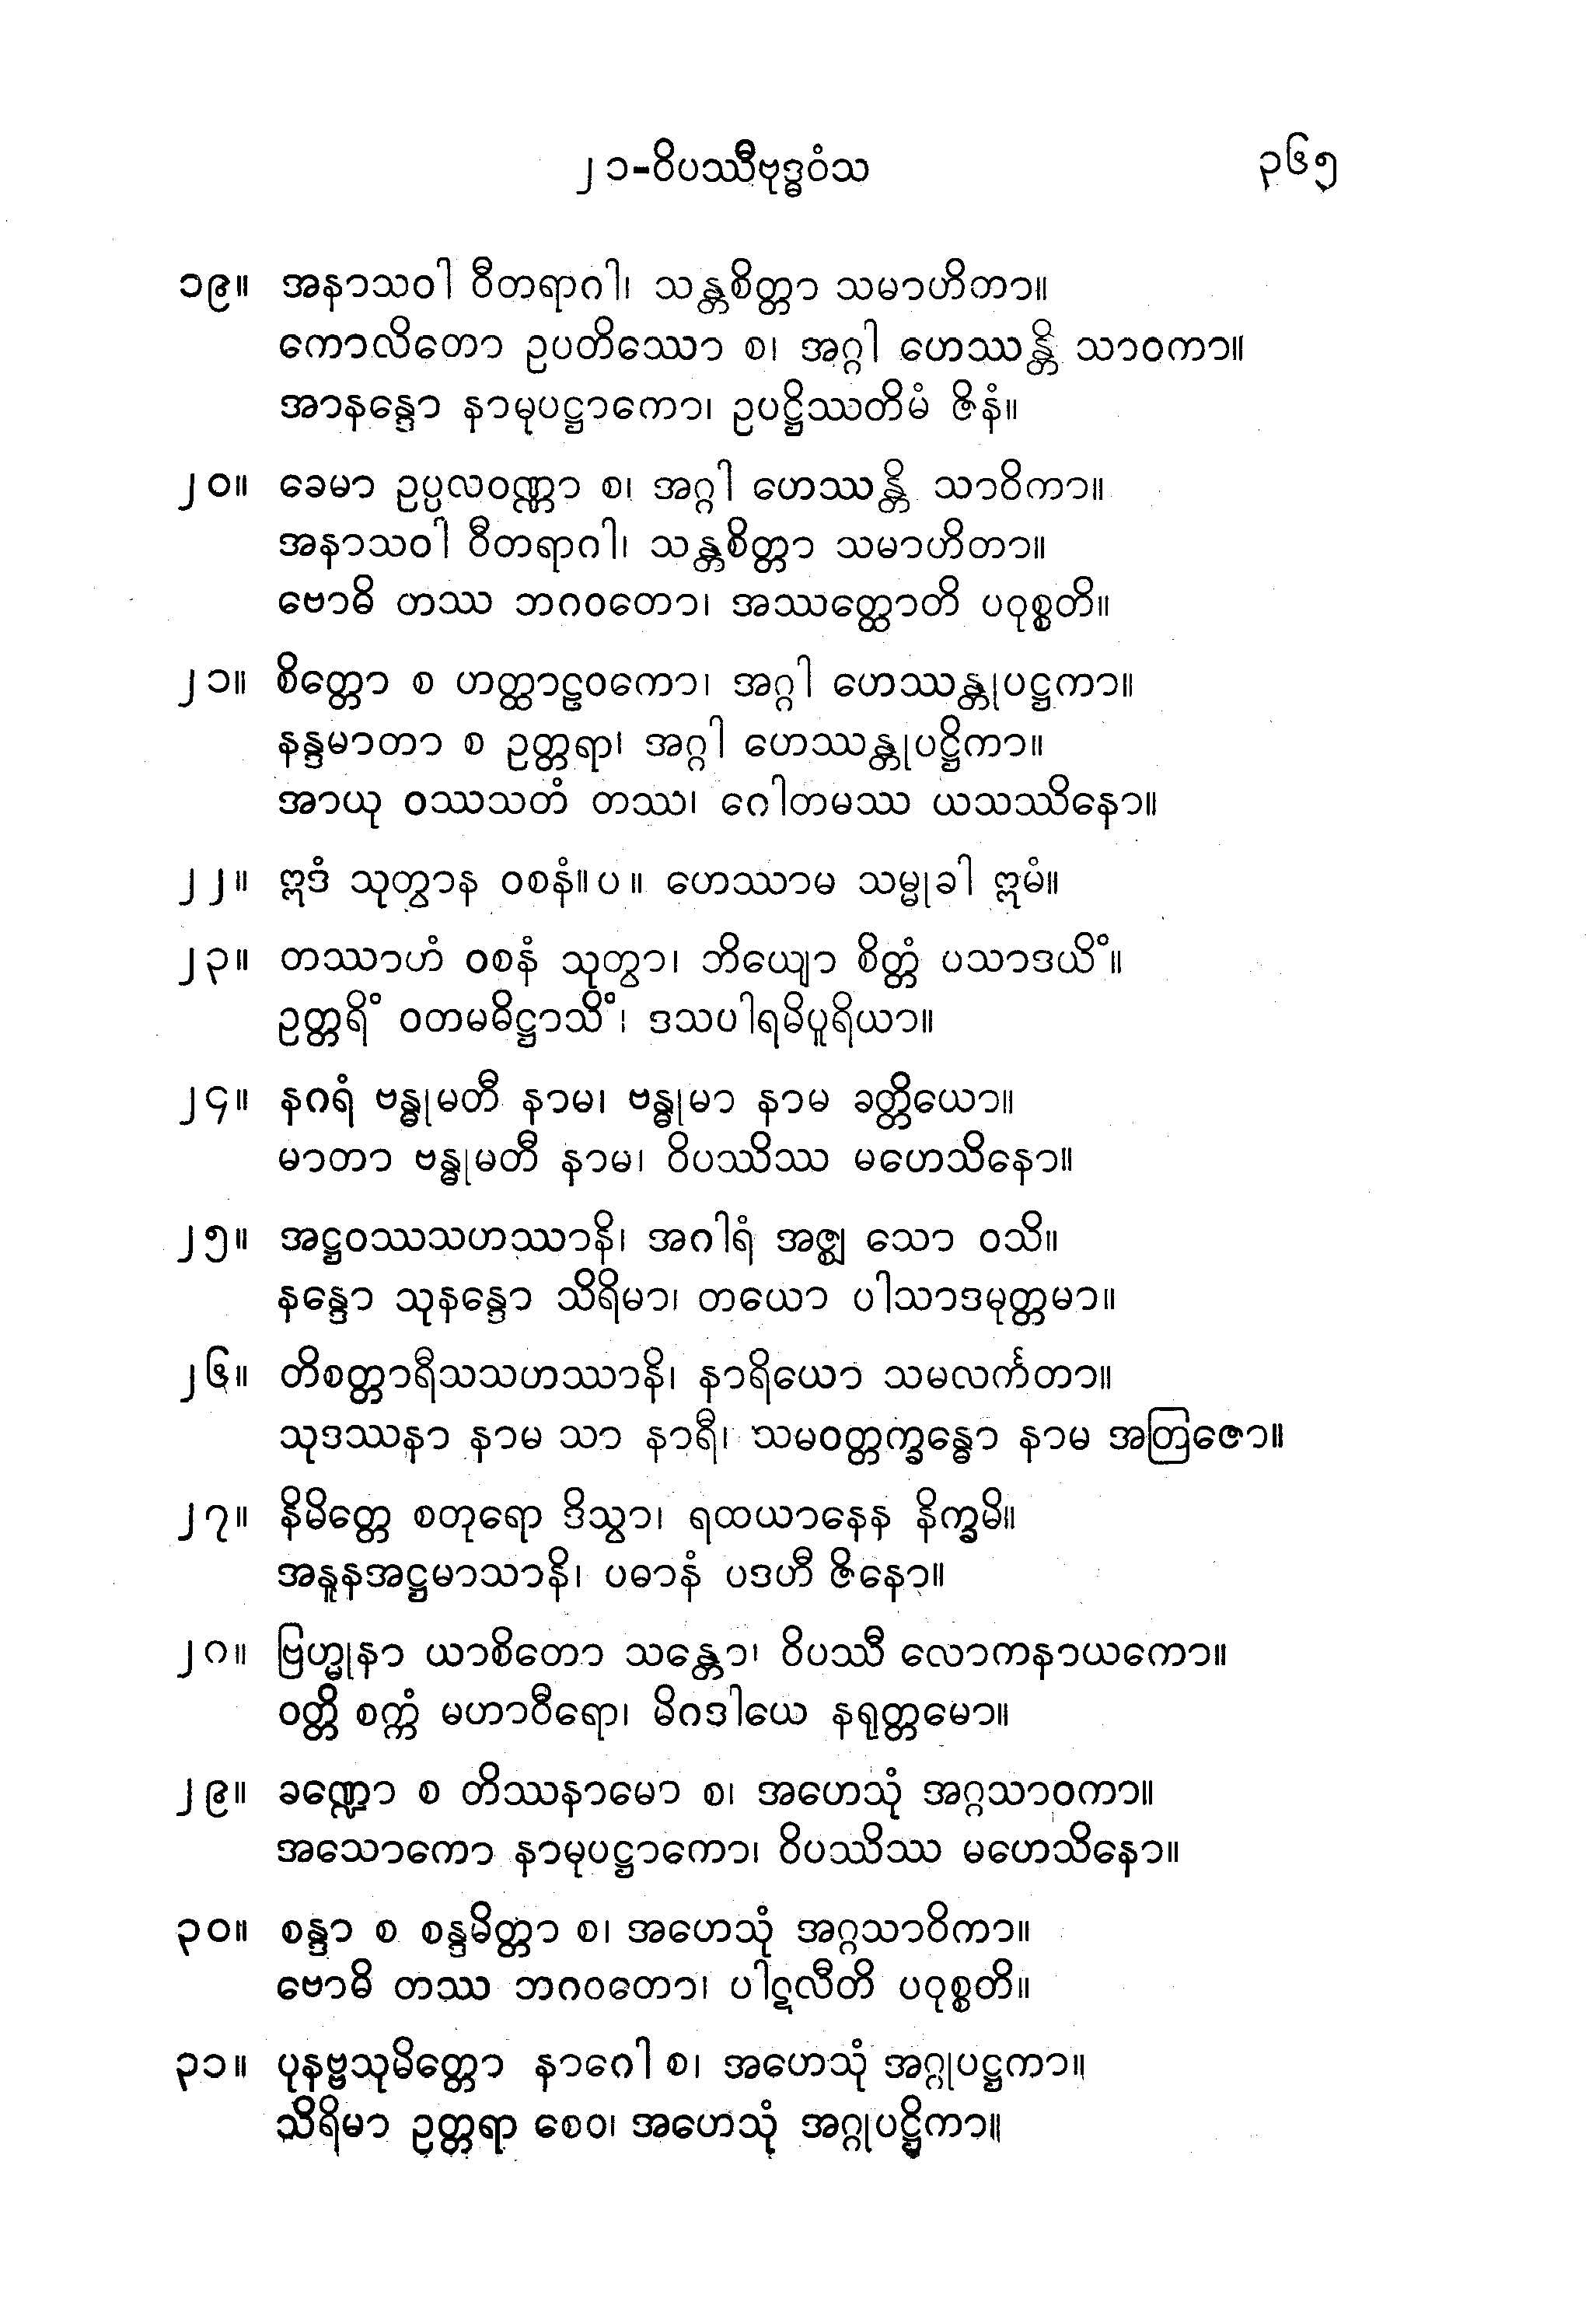 ၂၁-ဝိပဿီဗုဒ္ဓဝံသ ၃၆၅
၁၉။ အနာသဝါ ဝီတရာဂါ၊ သန္တစိတ္တာ သမာဟိတာ။
ကောလိတော ဥပတိဿော စ၊ အဂ္ဂါ ဟေဿန္တိ သာဝကာ။
အာနန္ဒော နာမုပဋ္ဌာကော၊ ဥပဋ္ဌိဿတိမံ ဇိနံ။
၂၀။ ခေမာ ဥပ္ပလဝဏ္ဏာ စ၊ အဂ္ဂါ ဟေဿန္တိ သာဝိကာ။
အနာသဝါ ဝီတရာဂါ၊ သန္တစိတ္တာ သမာဟိတာ။
ဗောဓိ တဿ ဘဂဝတော၊ အဿတ္ထောတိ ပဝုစ္စတိ။
၂၁။ စိတ္တော စ ဟတ္ထာဠဝကော၊ အဂ္ဂါ ဟေဿန္တုပဋ္ဌကာ။
နန္ဒမာတာ စ ဥတ္တရာ၊ အဂ္ဂါ ဟေဿန္တုပဋ္ဌိကာ။
အာယု ဝဿသတံ တဿ၊ ဂေါတမဿ ယသဿိနော။
၂၂။ ဣဒံ သုတွာန ဝစနံ။ပ။ ဟေဿာမ သမ္မုခါ ဣမံ။
၂၃။ တဿာဟံ ဝစနံ သုတွာ၊ ဘိယျော စိတ္တံ ပသာဒယိံ။
ဥတ္တရိံ ဝတမဓိဋ္ဌာသိံ၊ ဒသပါရမိပူရိယာ။
၂၄။ နဂရံ ဗန္ဓုမတီ နာမ၊ ဗန္ဓုမာ နာမ ခတ္တိယော။
မာတာ ဗန္ဓုမတီ နာမ၊ ဝိပဿိဿ မဟေသိနော။
၂၅။ အဋ္ဌဝဿသဟဿာနိ၊ အဂါရံ အဇ္ဈ သော ဝသိ။
နန္ဒော သုနန္ဒော သိရိမာ၊ တယော ပါသာဒမုတ္တမာ။
၂၆။ တိစတ္တာရီသသဟဿာနိ၊ နာရိယော သမလင်္ကတာ။
သုဒဿနာ နာမ သာ နာရီ၊ သမဝတ္တက္ခန္ဓော နာမ အတြဇော။
၂၇။ နိမိတ္တေ စတုရော ဒိသွာ၊ ရထယာနေန နိက္ခမိ။
အနူနအဋ္ဌမာသာနိ၊ ပဓာနံ ပဒဟီ ဇိနော။
၂၈။ ဗြဟ္မုနာ ယာစိတော သန္တော၊ ဝိပဿီ လောကနာယကော။
ဝတ္တိ စက္ကံ မဟာဝီရော၊ မိဂဒါယေ နရုတ္တမော။
၂၉။ ခဏ္ဍော စ တိဿနာမော စ၊ အဟေသုံ အဂ္ဂသာဝကာ။
အသောကော နာမုပဋ္ဌာကော၊ ဝိပဿိဿ မဟေသိနော။
၃၀။ စန္ဒာ စ စန္ဒမိတ္တာ စ၊ အဟေသုံ အဂ္ဂသာဝိကာ။
ဗောဓိ တဿ ဘဂဝတော၊ ပါဋလီတိ ပဝုစ္စတိ။
၃၁။ ပုနဗ္ဗသုမိတ္တော နာဂေါ စ၊ အဟေသုံ အဂ္ဂုပဋ္ဌကာ။
သိရိမာ ဥတ္တရာ စေဝ၊ အဟေသုံ အဂ္ဂုပဋ္ဌိကာ။